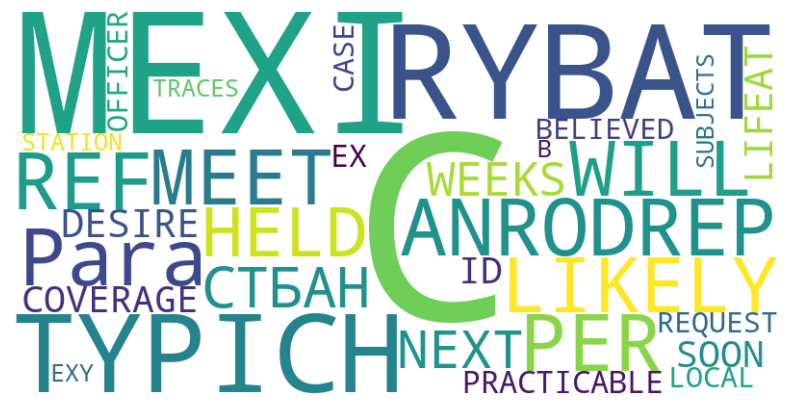 MEXI RYBAT
OFFICER
CASE
TRACES
SUBJECTS
LIFEAT
STATION
BELIEVED
B
EX
REF MEET
C
WEEKS WILL
DESIRE
HELD
ANRODREP
Para
СТБАН
ID
LIKELY
COVERAGE
TYPICH
NEXT PER
REQUEST
SOON
EXY
PRACTICABLE
LOCAL